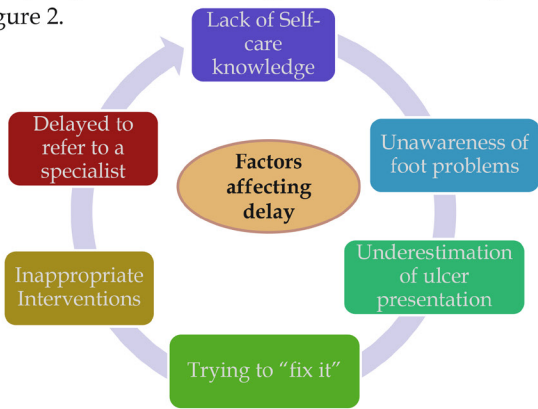 gure 2.
Lack of Self-
care
knowledge
Unawareness of
foot problems
Underestimation
of ulcer
presentation
Trying to “fix it”
Inappropriate
Interventions
Delayed to
refer to a
specialist
Factors
affecting
delay